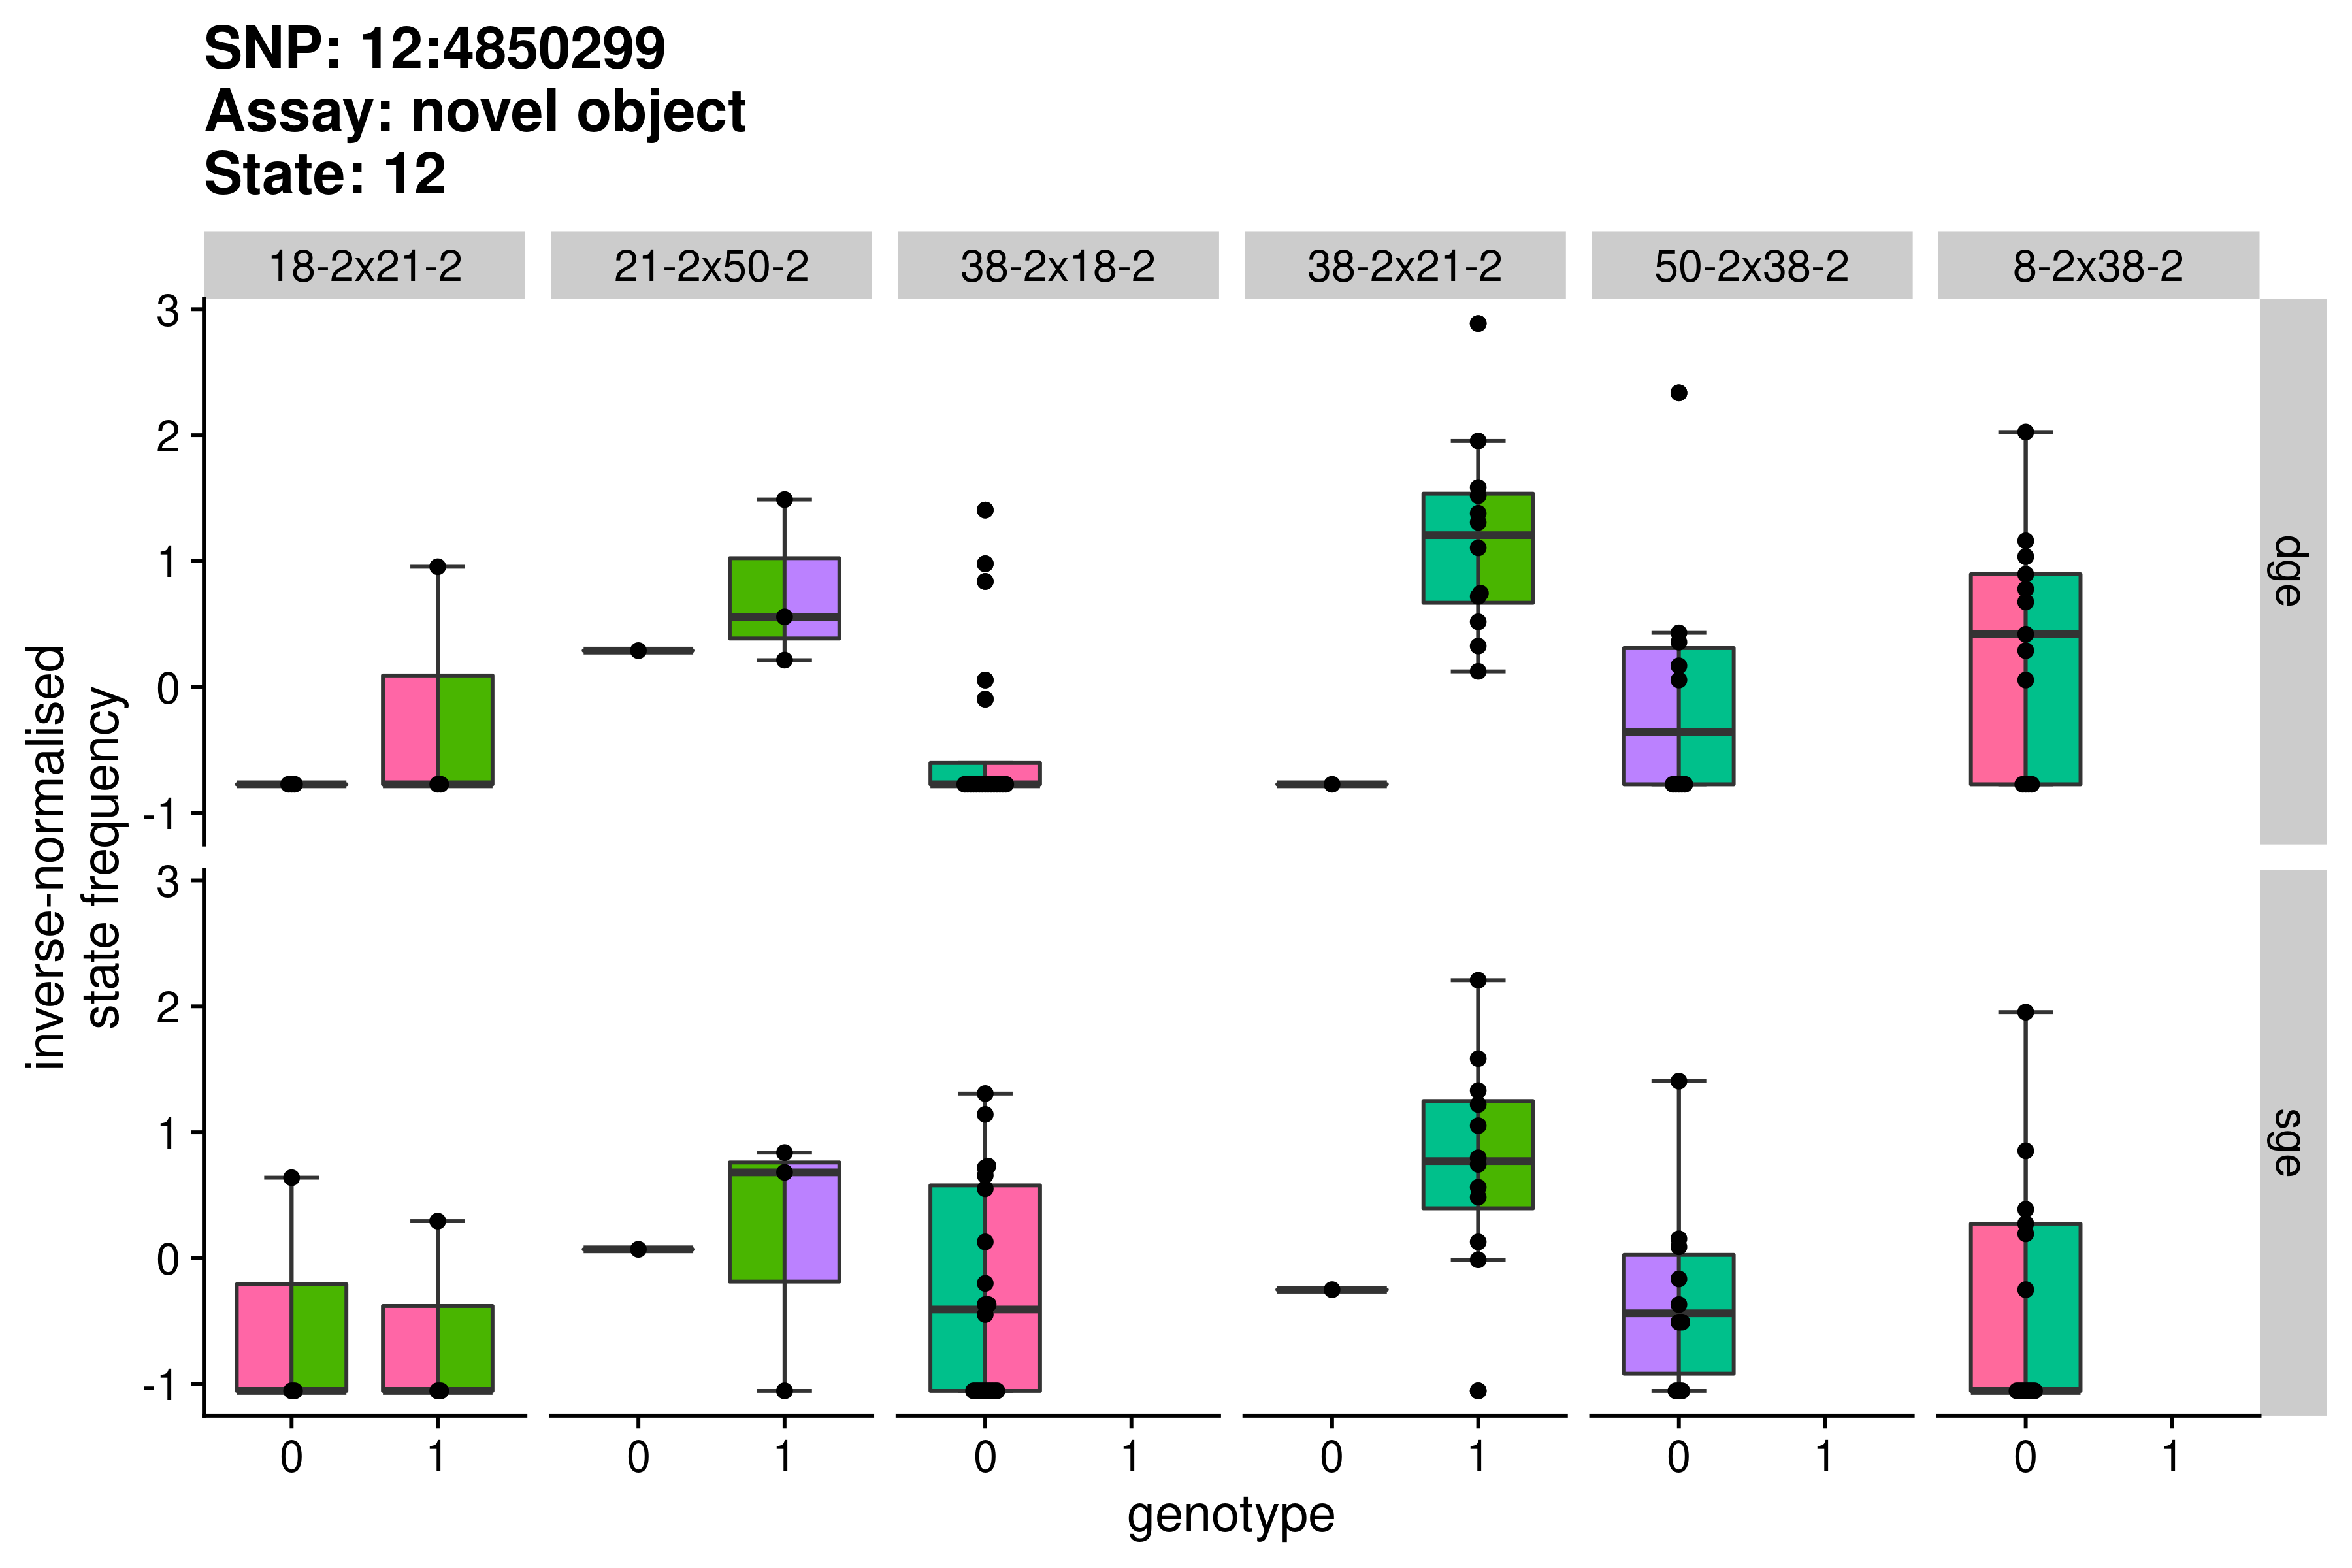 SNP: 12:4850299
Assay: novel object
State: 12
18-2x21-2
21-2x50-2
38-2x18-2
38-2x21-2
50-2x38-2
8-2x38-2
3
2
1
0
-1
dge
3
2
1
0
-1
sge
inverse-normalised
state frequency
0
1
0
1
0
1
0
1
0
1
0
1
genotype